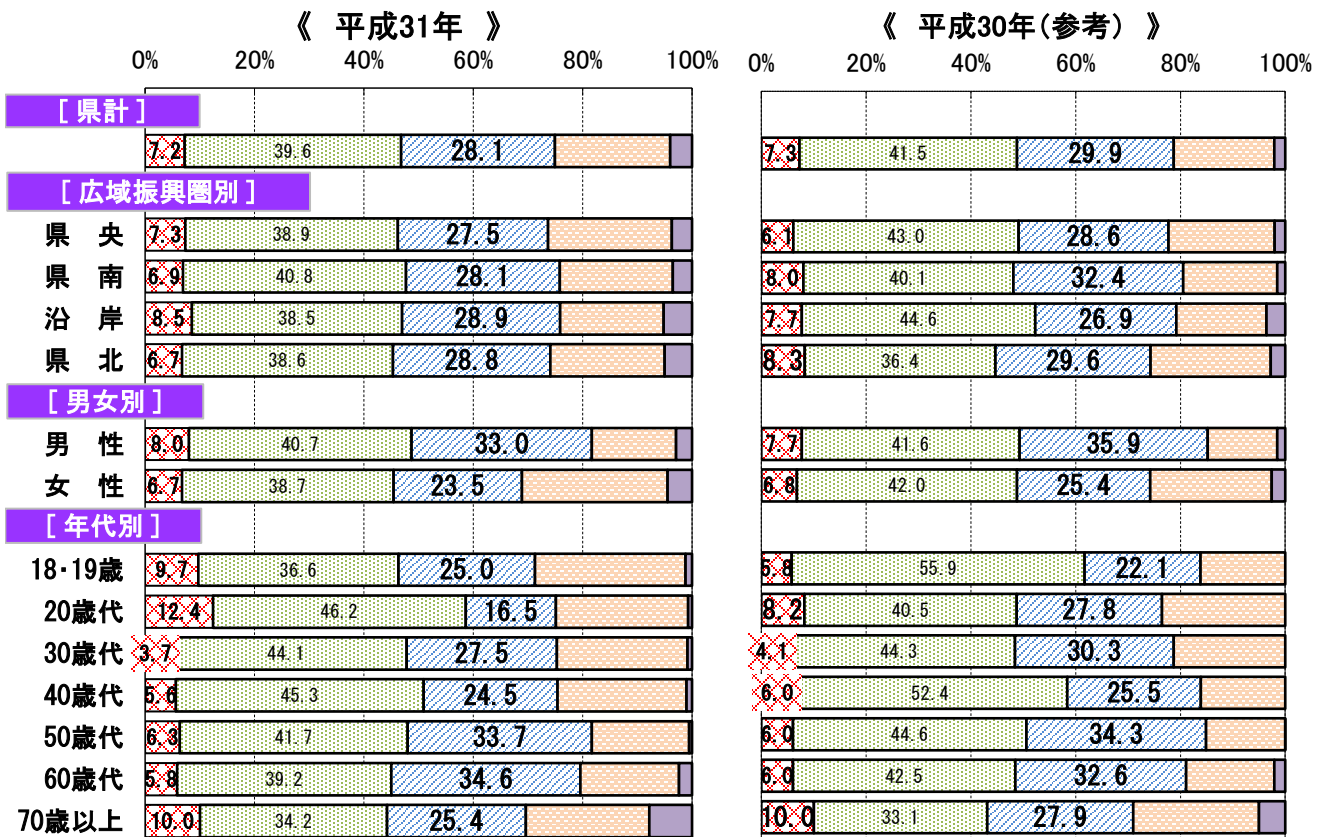 《 平成31年 》 《 平成30年(参考) 》
0% 20% 40% 60% 80% 100% 0% 20% 40% 60% 80% 100%
[ 県計 ]
7.2 39.6 28.1 7.3 41.5 29.9
[ 広域振興圏別 ]
県 央 7.3 38.9 27.5 6.1 43.0 28.6
県 南 6.9 40.8 28.1 8.0 40.1 32.4
沿 岸 8.5 38.5 28.9 7.7 44.6 26.9
県 北 6.7 38.6 28.8 8.3 36.4 29.6
[ 男女別 ]
男 性 8.0 40.7 33.0 7.7 41.6 35.9
女 性 6.7 38.7 23.5 6.8 42.0 25.4
[ 年代別 ]
18・19歳 9.7 36.6 25.0 5.8 55.9 22.1
20歳代 12.4 46.2 16.5 8.2 40.5 27.8
30歳代 3.7 44.1 27.5 4.1 44.3 30.3
40歳代 5.6 45.3 24.5 6.0 52.4 25.5
50歳代 6.3 41.7 33.7 6.0 44.6 34.3
60歳代 5.8 39.2 34.6 6.0 42.5 32.6
70歳以上 10.0 34.2 25.4 10.0 33.1 27.9